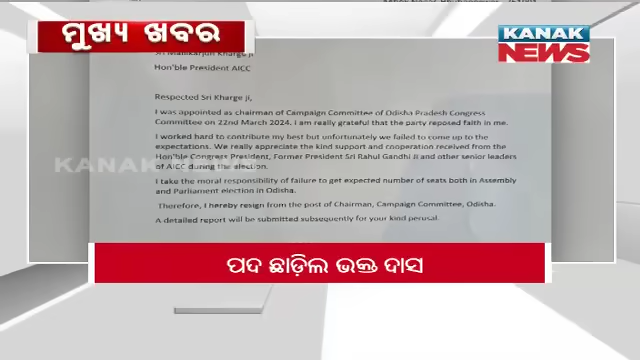 ମୁଖ୍ୟ ଖବର
KANAK
NEWS
Sri Mallikarjun Kharge ji
Hon'ble President AICC
Respected Sri Kharge ji,
I was appointed as chairman of Campaign Committee of Odisha Pradesh Congress
Committee on 22nd March 2024. I am really grateful that the party reposed faith in me.
I worked hard to contribute my best but unfortunately we failed to come up to the
expectations. We really appreciate the kind support and cooperation received from the
Hon'ble Congress President, Former President Sri Rahul Gandhi Ji and other senior leaders
of AICC during the election.
I take the moral responsibility of failure to get expected number of seats both in Assembly
and Parliament election in Odisha.
Therefore, I hereby resign from the post of Chairman, Campaign Committee, Odisha.
A detailed report will be submitted subsequently for your kind perusal.
KANAK NEWS
ପଦ ଛାଡ଼ିଲେ ଭକ୍ତ ଦାସ